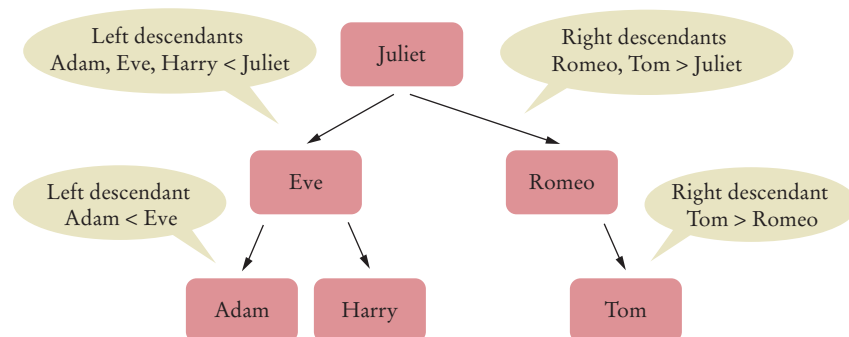 Left descendants
Adam, Eve, Harry < Juliet
Juliet
Right descendants
Romeo, Tom > Juliet
Left descendant
Adam < Eve
Eve
Romeo
Right descendant
Tom > Romeo
Adam
Harry
Tom